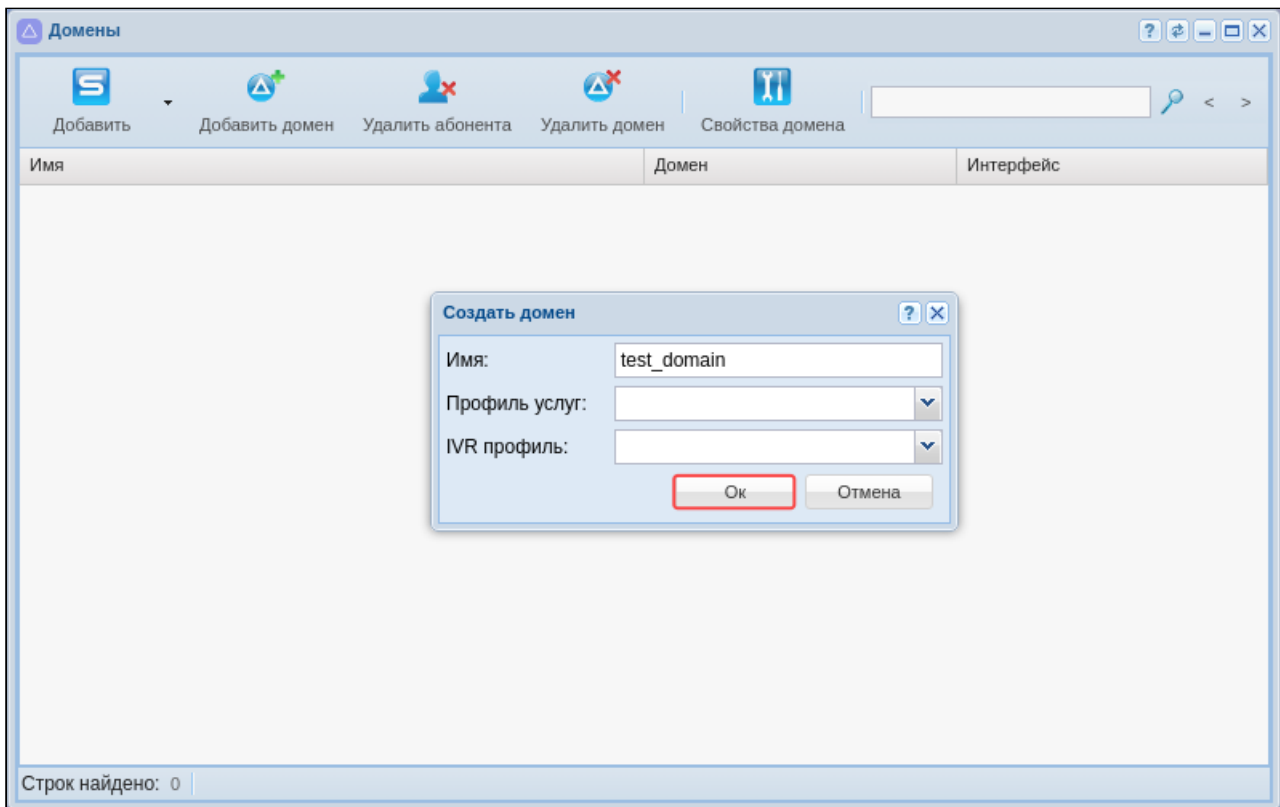 Домены
Добавить Добавить домен Удалить абонента Удалить домен Свойства домена < >
Имя Домен Интерфейс
Создать домен
Имя: test_domain
Профиль услуг:
IVR профиль:
Ок Отмена
Строк найдено: 0